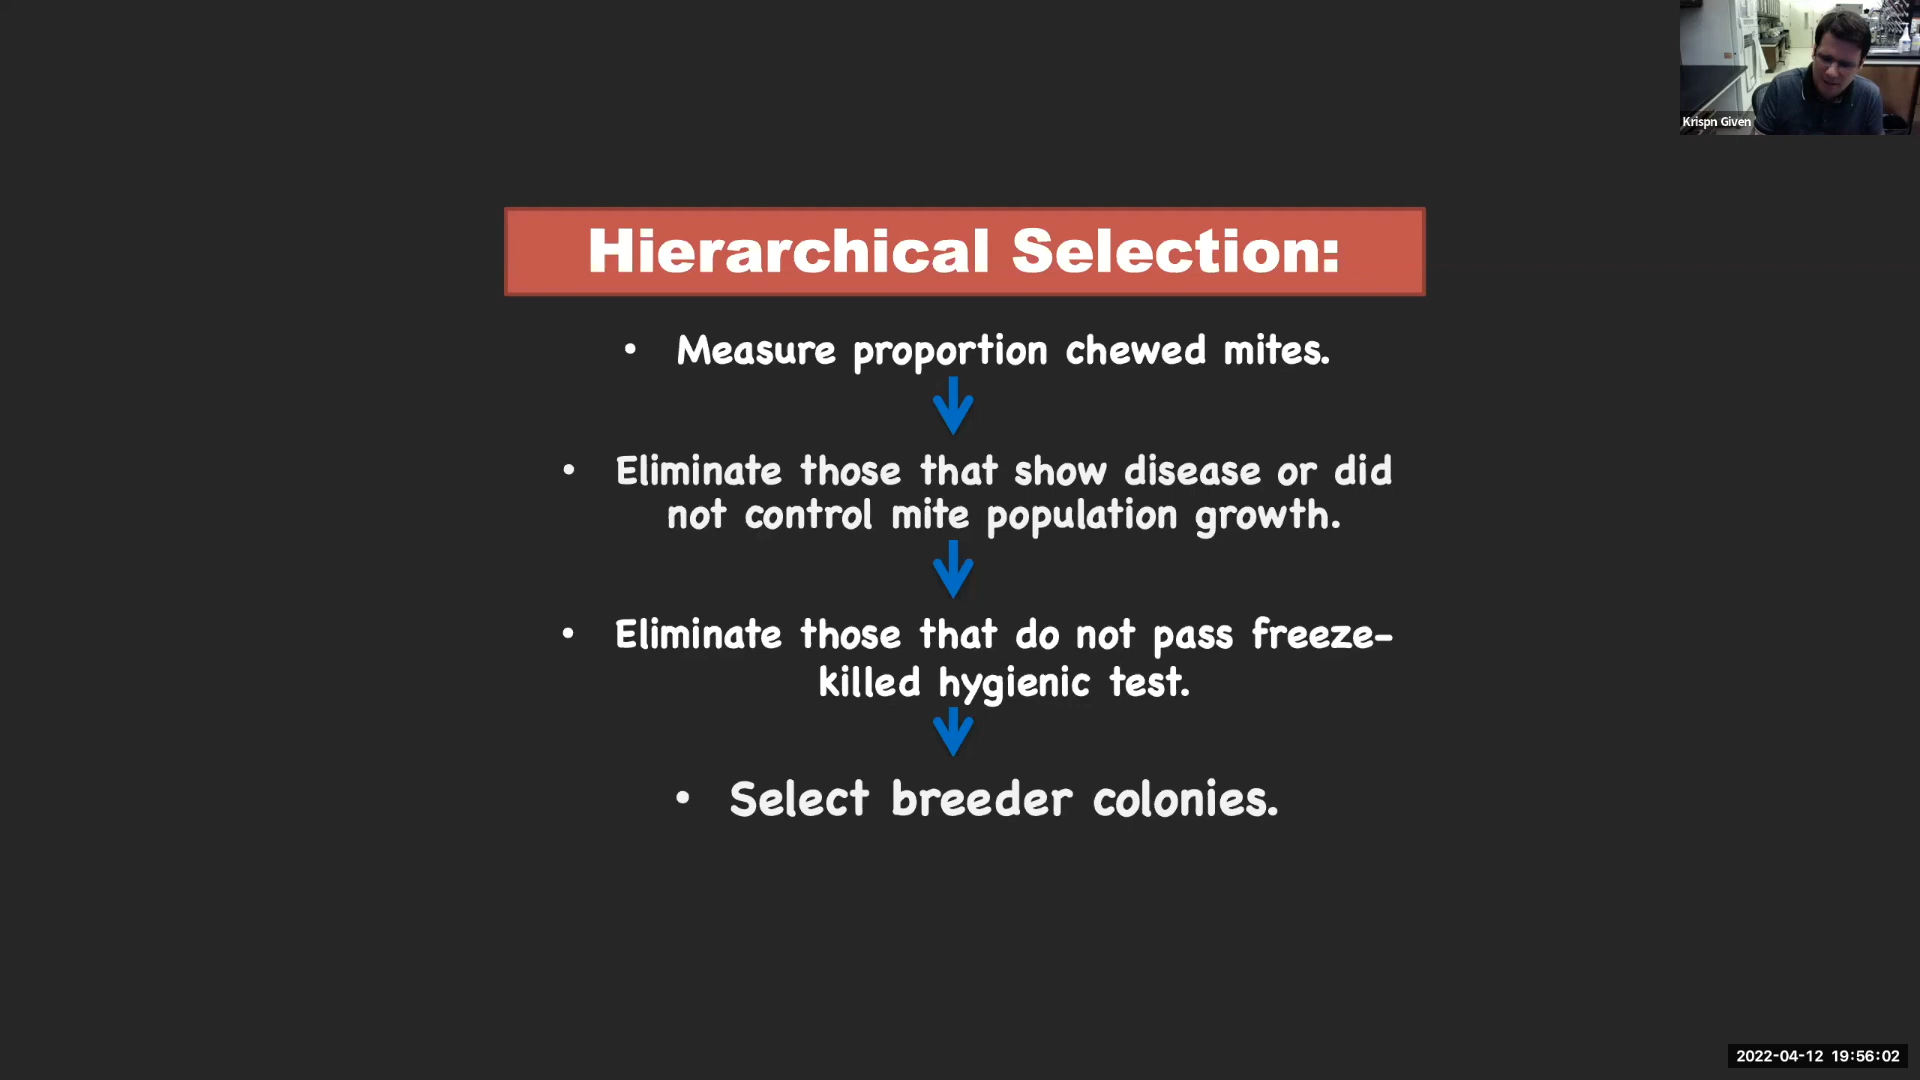 Krispn Given
Hierarchical Selection:
• Measure proportion chewed mites.
• Eliminate those that show disease or did
not control mite population growth.
• Eliminate those that do not pass freeze-
killed hygienic test.
• Select breeder colonies.
2022-04-12 19:56:02